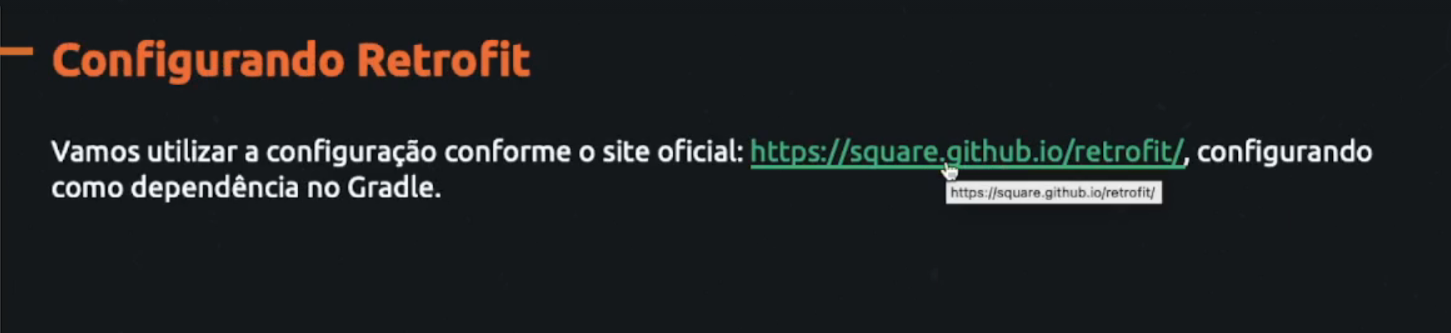 Configurando Retrofit
Vamos utilizar a configuração conforme o site oficial: https://square.github.io/retrofit/, configurando
como dependência no Gradle.
https://square.github.io/retrofit/